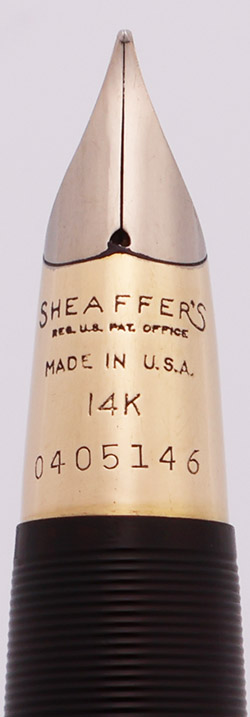 SHEAFFER'S
REG. U.S. PAT. OFFICE
MADE IN U.S.A.
14K
0405146